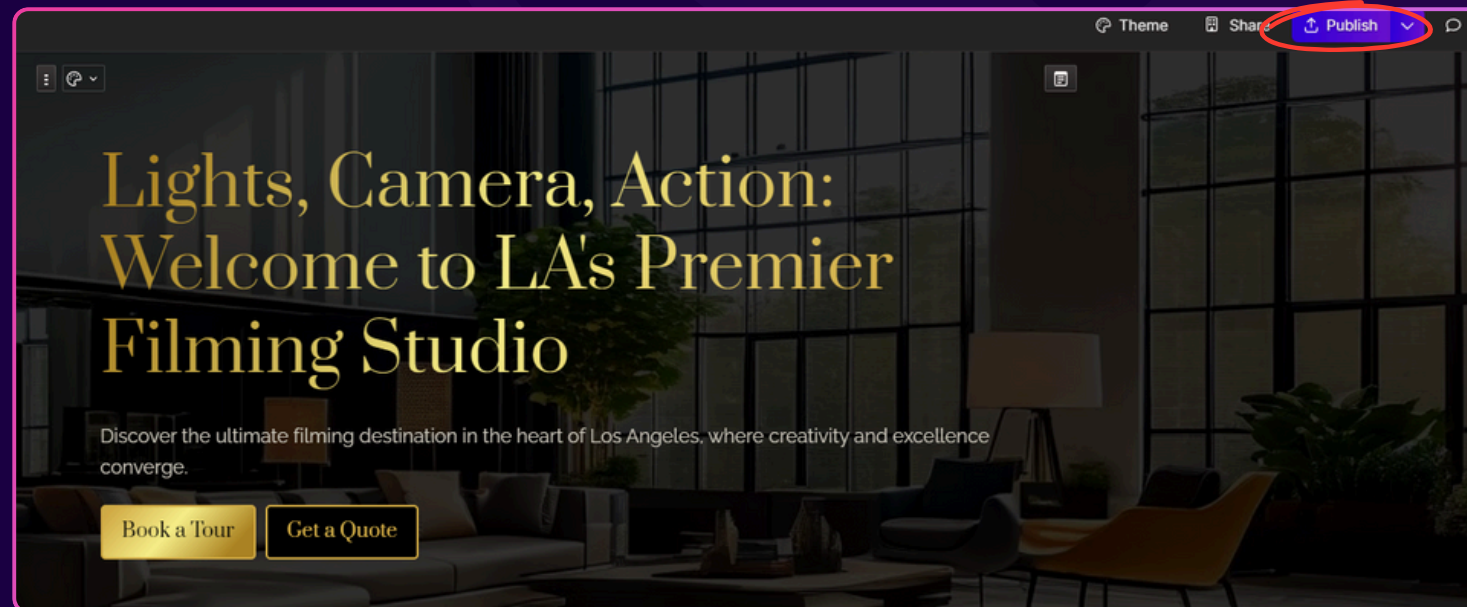 Theme Share Publish
Lights, Camera, Action:
Welcome to LA's Premier
Filming Studio
Discover the ultimate filming destination in the heart of Los Angeles, where creativity and excellence
converge.
Book a Tour Get a Quote